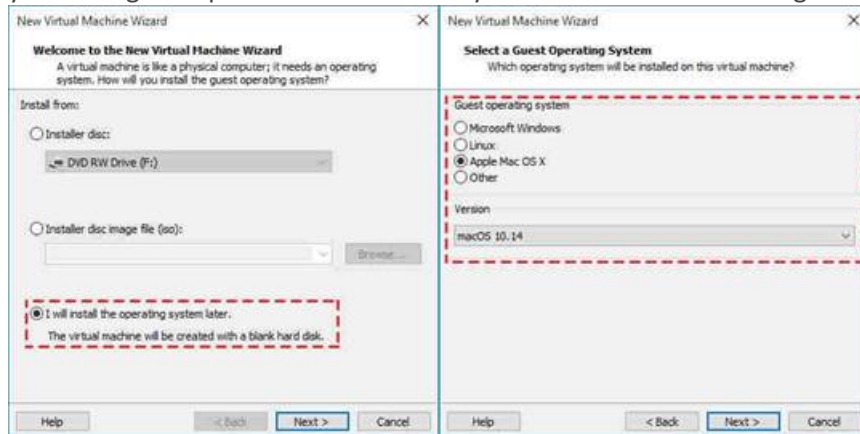 New Virtual Machine Wizard
Welcome to the New Virtual Machine Wizard
A virtual machine is like a physical computer; it needs an operating
system. How will you install the guest operating system?
Install from:
Installer disc:
DVD RW Drive (F:)
Installer disc image file (iso):
Browse...
I will install the operating system later.
The virtual machine will be created with a blank hard disk.
Help
< Back
Next >
Cancel
New Virtual Machine Wizard
Select a Guest Operating System
Which operating system will be installed on this virtual machine?
Guest operating system
Microsoft Windows
Linux
Apple Mac OS X
Other
Version
macOS 10.14
Help
< Back
Next >
Cancel